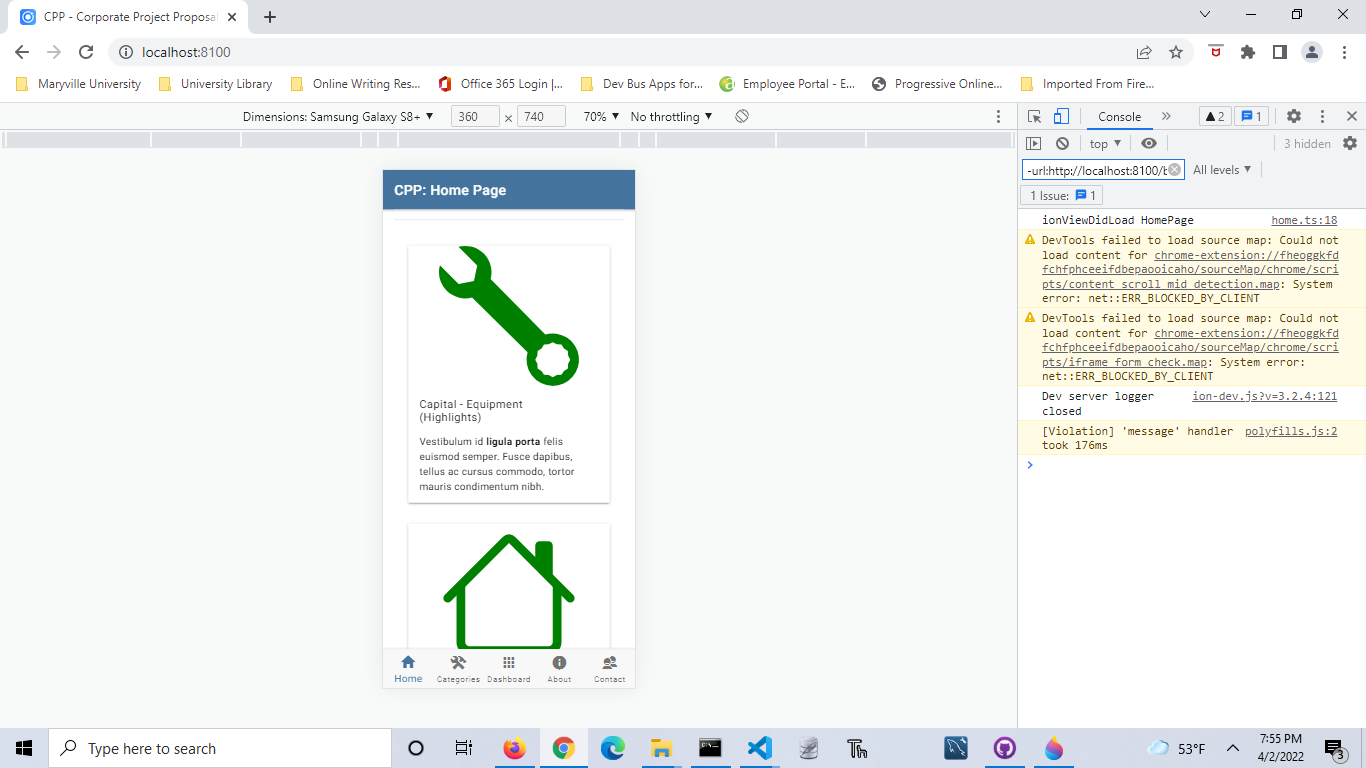 CPP - Corporate Project Proposal
localhost:8100
Maryville University
University Library
Online Writing Res...
Office 365 Login |...
Dev Bus Apps for...
Employee Portal - E...
Progressive Online...
Imported From Fire...
Dimensions: Samsung Galaxy S8+ ▼ 360 × 740 70% ▼ No throttling ▼
Console » 2 1
top ▼ 3 hidden
-url:http://localhost:8100/b All levels ▼
1 Issue: 1
CPP: Home Page
Capital - Equipment
(Highlights)
Vestibulum id ligula porta felis
euismod semper. Fusce dapibus,
tellus ac cursus commodo, tortor
mauris condimentum nibh.
Home Categories Dashboard About Contact
ionViewDidLoad HomePage home.ts:18
DevTools failed to load source map: Could not
load content for chrome-extension://fheoggkfd
fchfphceeifdbepaooicaho/sourceMap/chrome/scri
pts/content_scroll_mid_detection.map: System
error: net::ERR_BLOCKED_BY_CLIENT
DevTools failed to load source map: Could not
load content for chrome-extension://fheoggkfd
fchfphceeifdbepaooicaho/sourceMap/chrome/scri
pts/iframe_form_check.map: System error:
net::ERR_BLOCKED_BY_CLIENT
Dev server logger ion-dev.js?v=3.2.4:121
closed
[Violation] 'message' handler polyfills.js:2
took 176ms
Type here to search
53°F
7:55 PM
4/2/2022
3